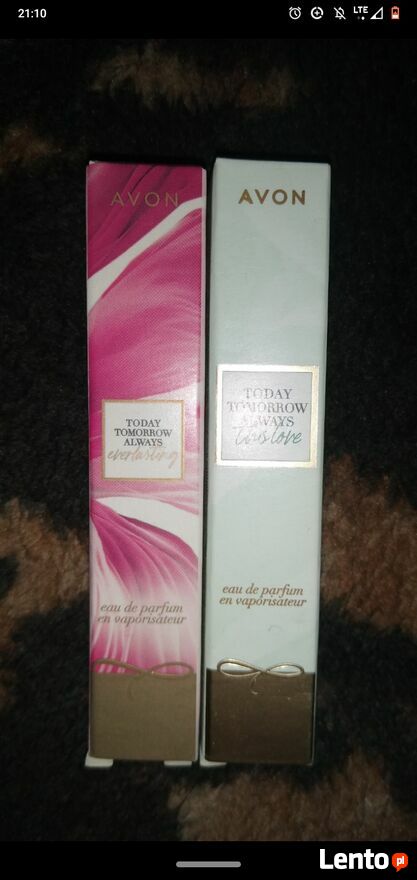 21:10
LTE
AVON
TODAY
TOMORROW
ALWAYS
everlasting
eau de parfum
en vaporisateur
AVON
TODAY
TOMORROW
ALWAYS
this love
eau de parfum
en vaporisateur
Lento pl